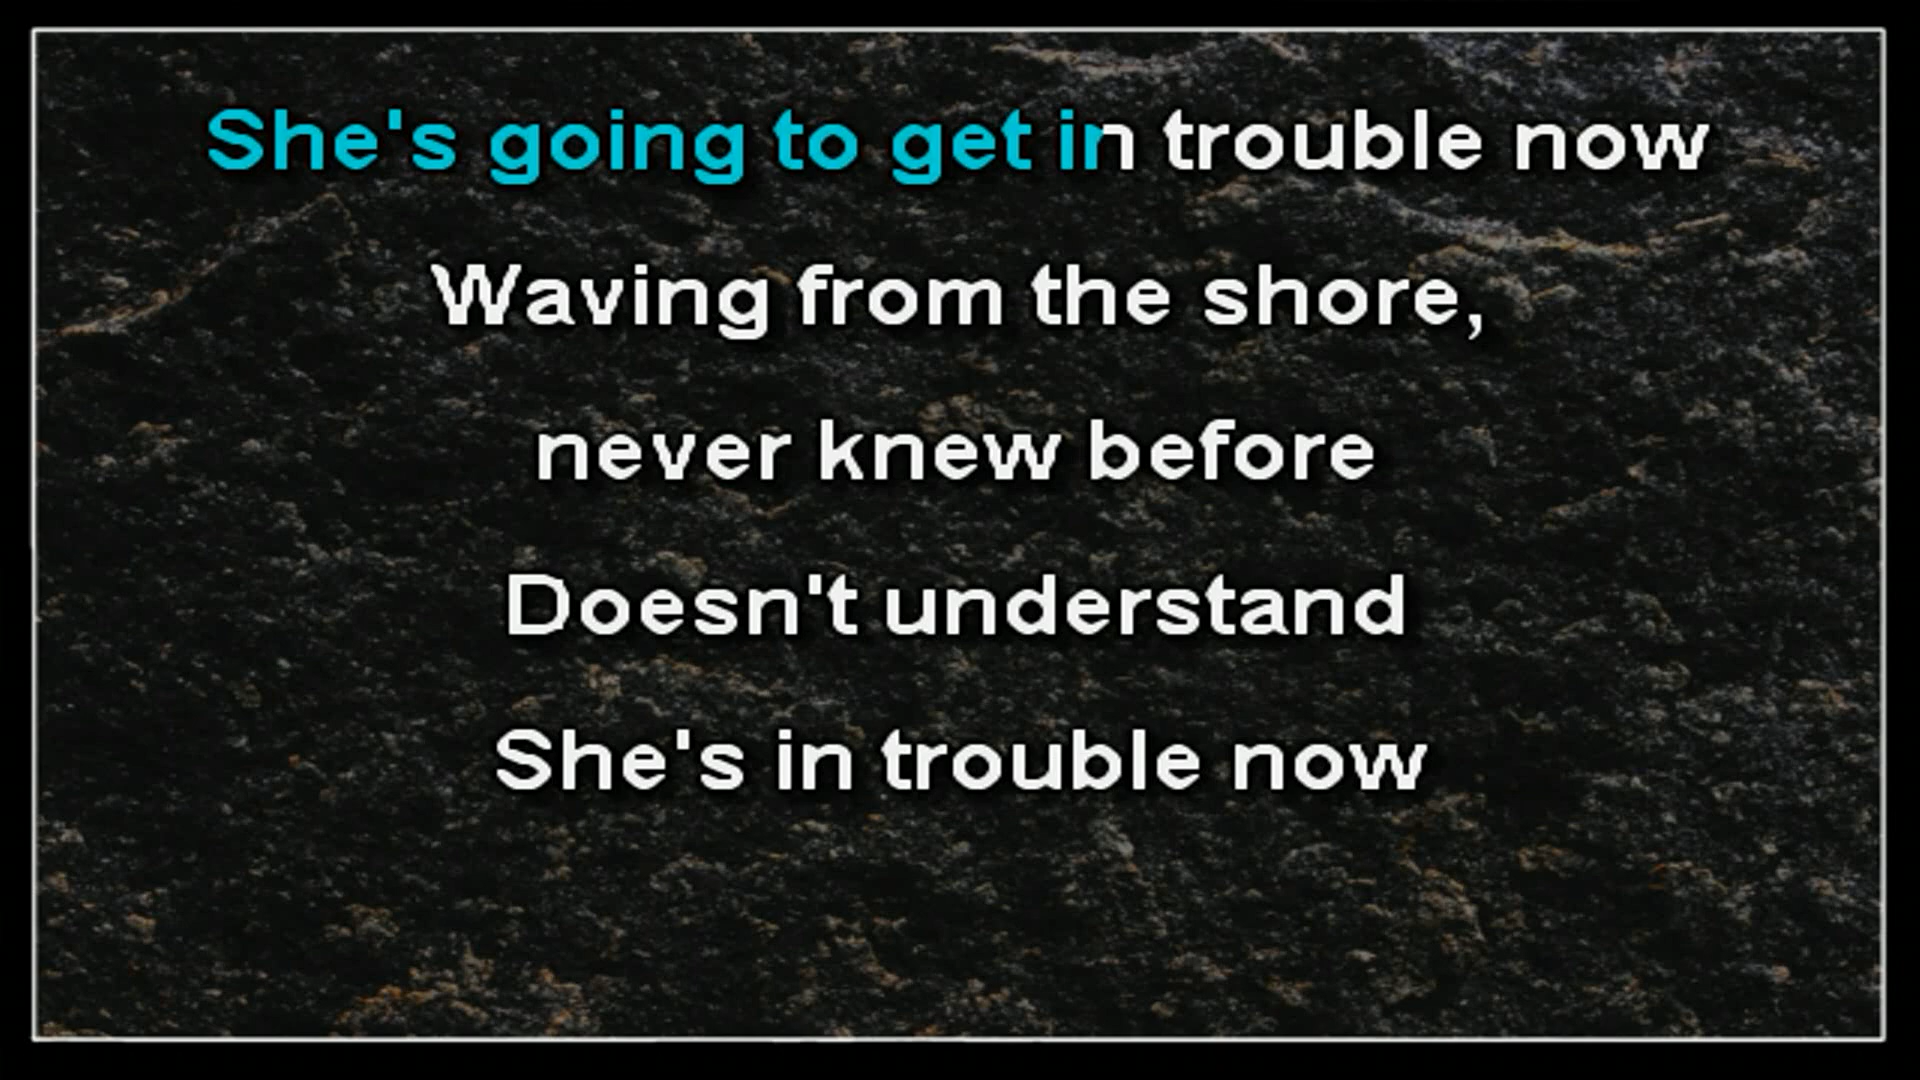 She's going to get in trouble now
Waving from the shore,
never knew before
Doesn't understand
She's in trouble now